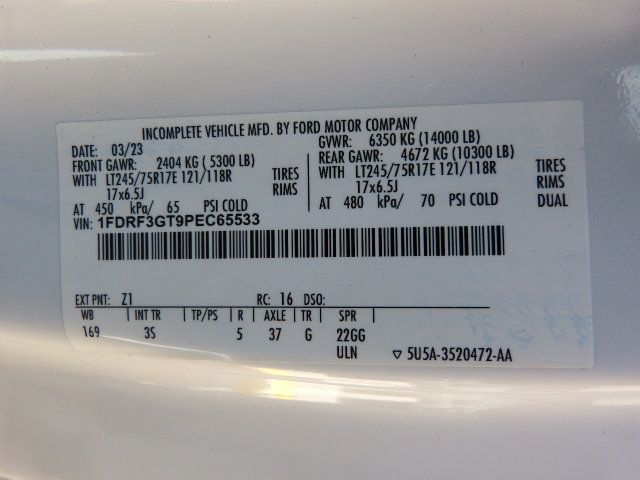 INCOMPLETE VEHICLE MFD. BY FORD MOTOR COMPANY
DATE: 03/23 GVWR: 6350 KG (14000 LB)
FRONT GAWR: 2404 KG ( 5300 LB) REAR GAWR: 4672 KG (10300 LB)
WITH LT245/75R17E 121/118R TIRES WITH LT245/75R17E 121/118R TIRES
17x6.5J RIMS 17x6.5J RIMS
AT 450 kPa/ 65 PSI COLD AT 480 kPa/ 70 PSI COLD DUAL
VIN: 1FDRF3GT9PEC65533
EXT PNT: Z1 RC: 16 DSO:
WB INT TR TP/PS R AXLE TR SPR
169 3S 5 37 G 22GG
ULN ▽ 5U5A-3520472-AA